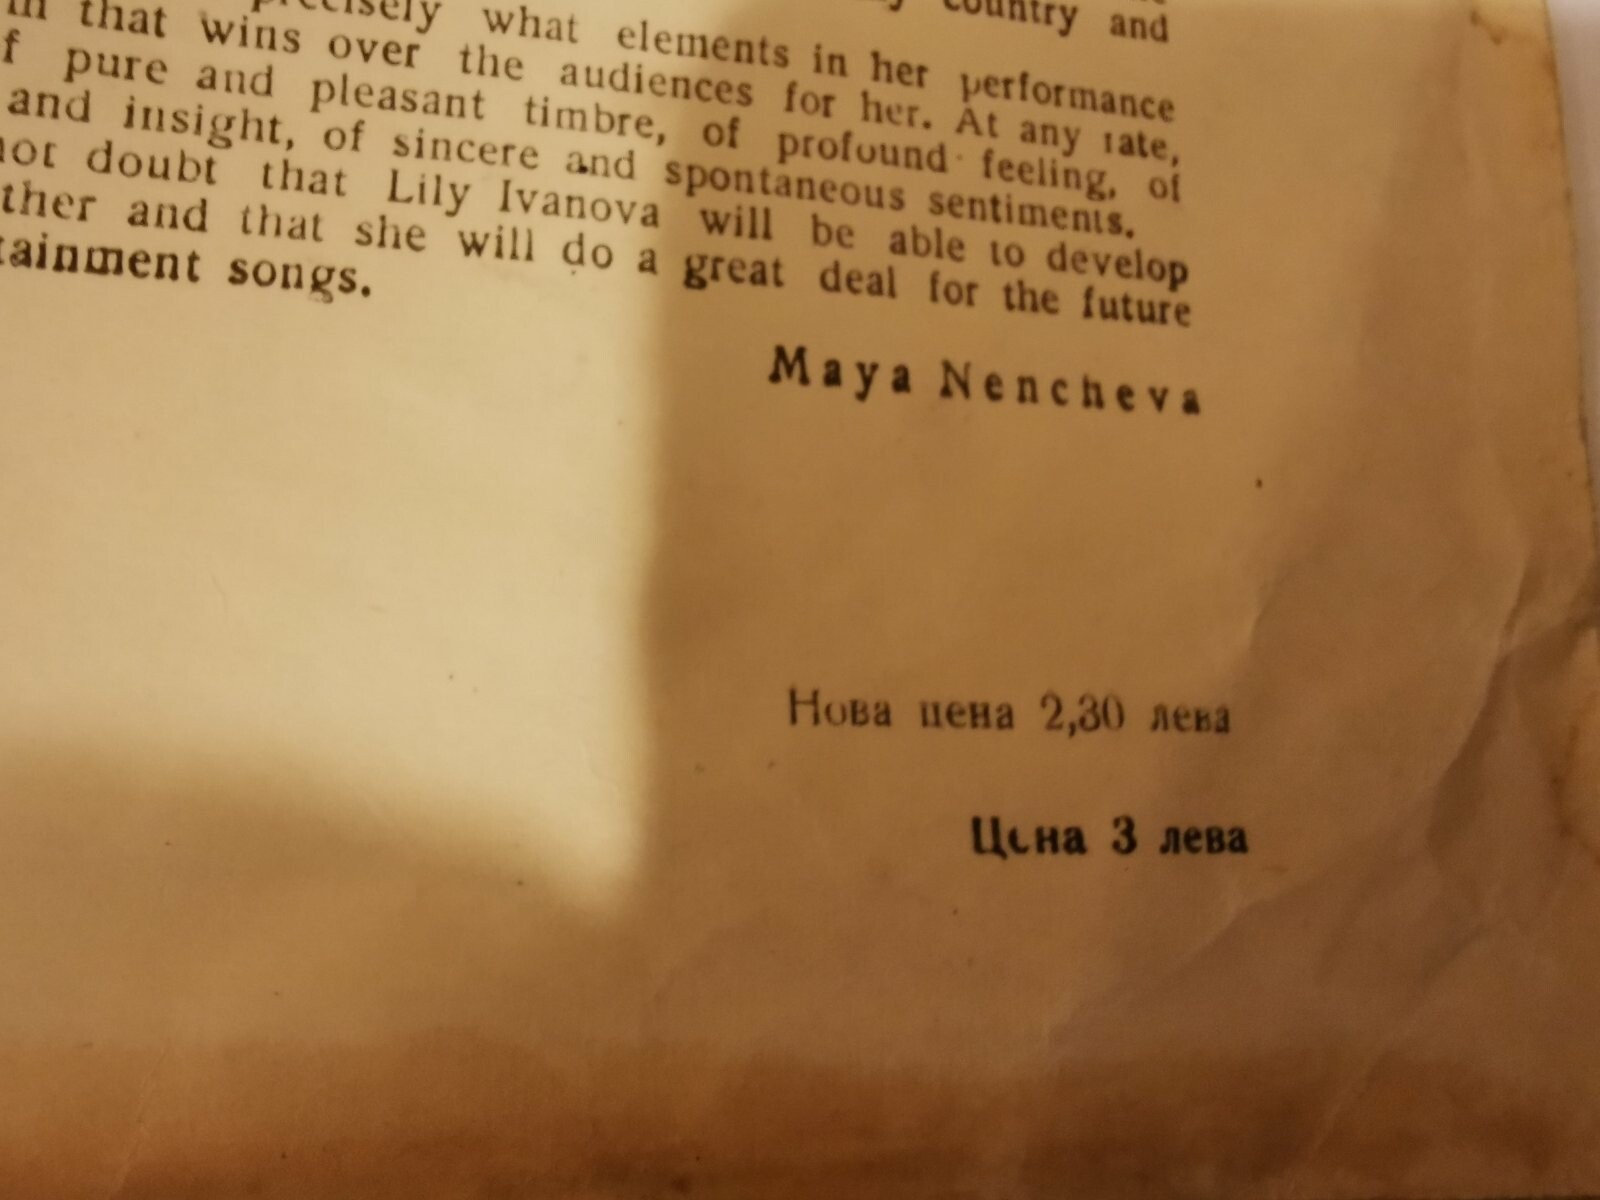 precisely what elements in her performance
that wins over the audiences for her. At any rate,
pure and pleasant timbre, of profound feeling, of
and insight, of sincere and spontaneous sentiments.
not doubt that Lily Ivanova will be able to develop
ther and that she will do a great deal for the future
tainment songs.
Maya Nencheva
Нова цена 2,30 лева
Цена 3 лева